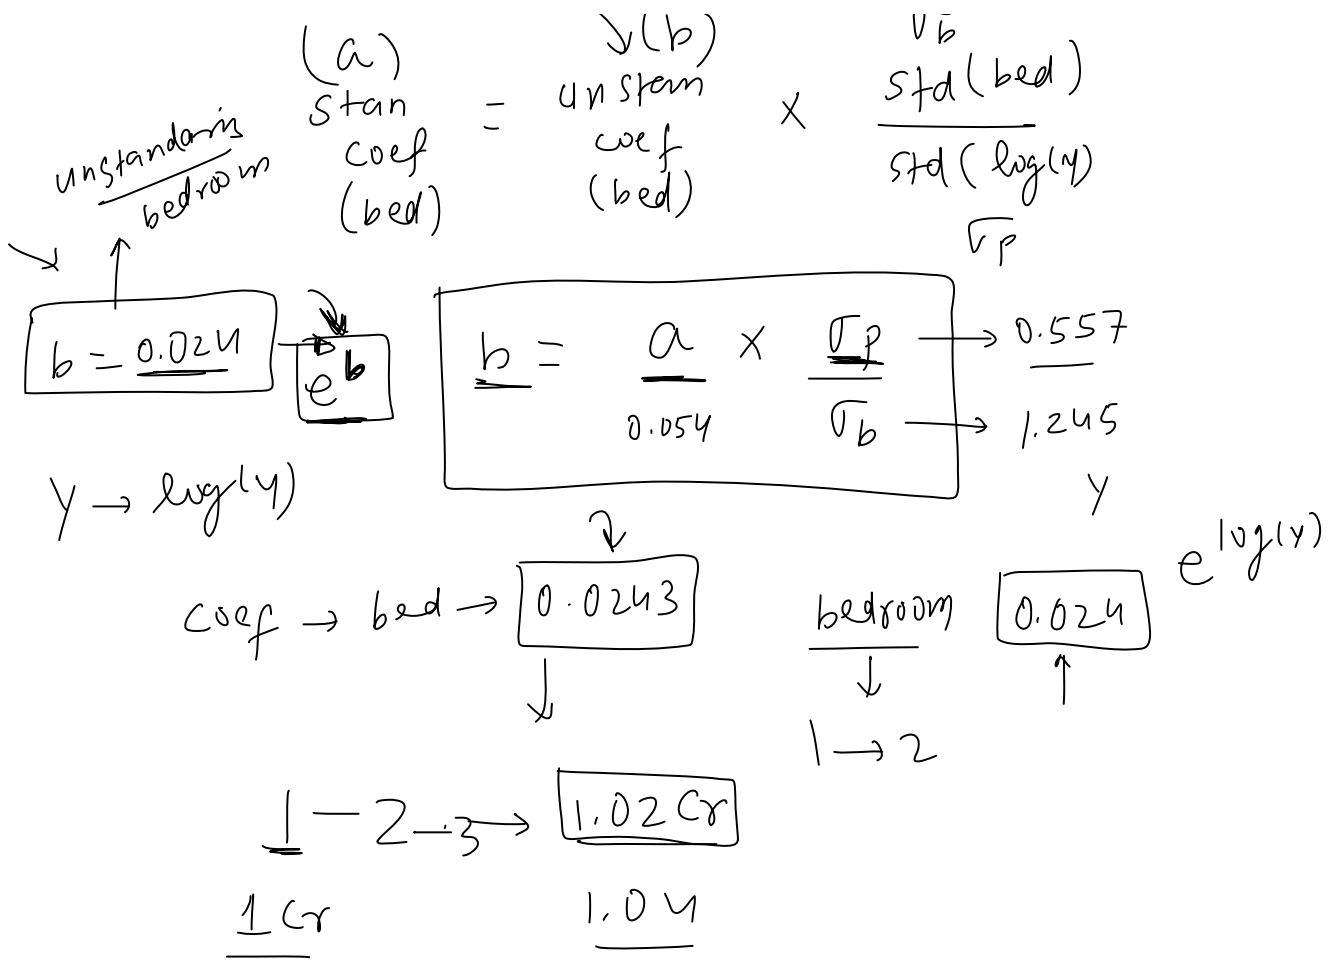 (a)
stan
coef
(bed)
=
(b)
unstan
coef
(bed)
×
σb
std(bed)
std(log(y)
σp
unstandaris
bedroom
b = 0.024
e^b
b = a × σp
0.054
σb
0.557
1.245
y → log(y)
y
e^log(y)
coef → bed → 0.0243
bedroom 0.024
1 → 2
1 - 2 - 3 → 1.02 Cr
1 Cr
1.04